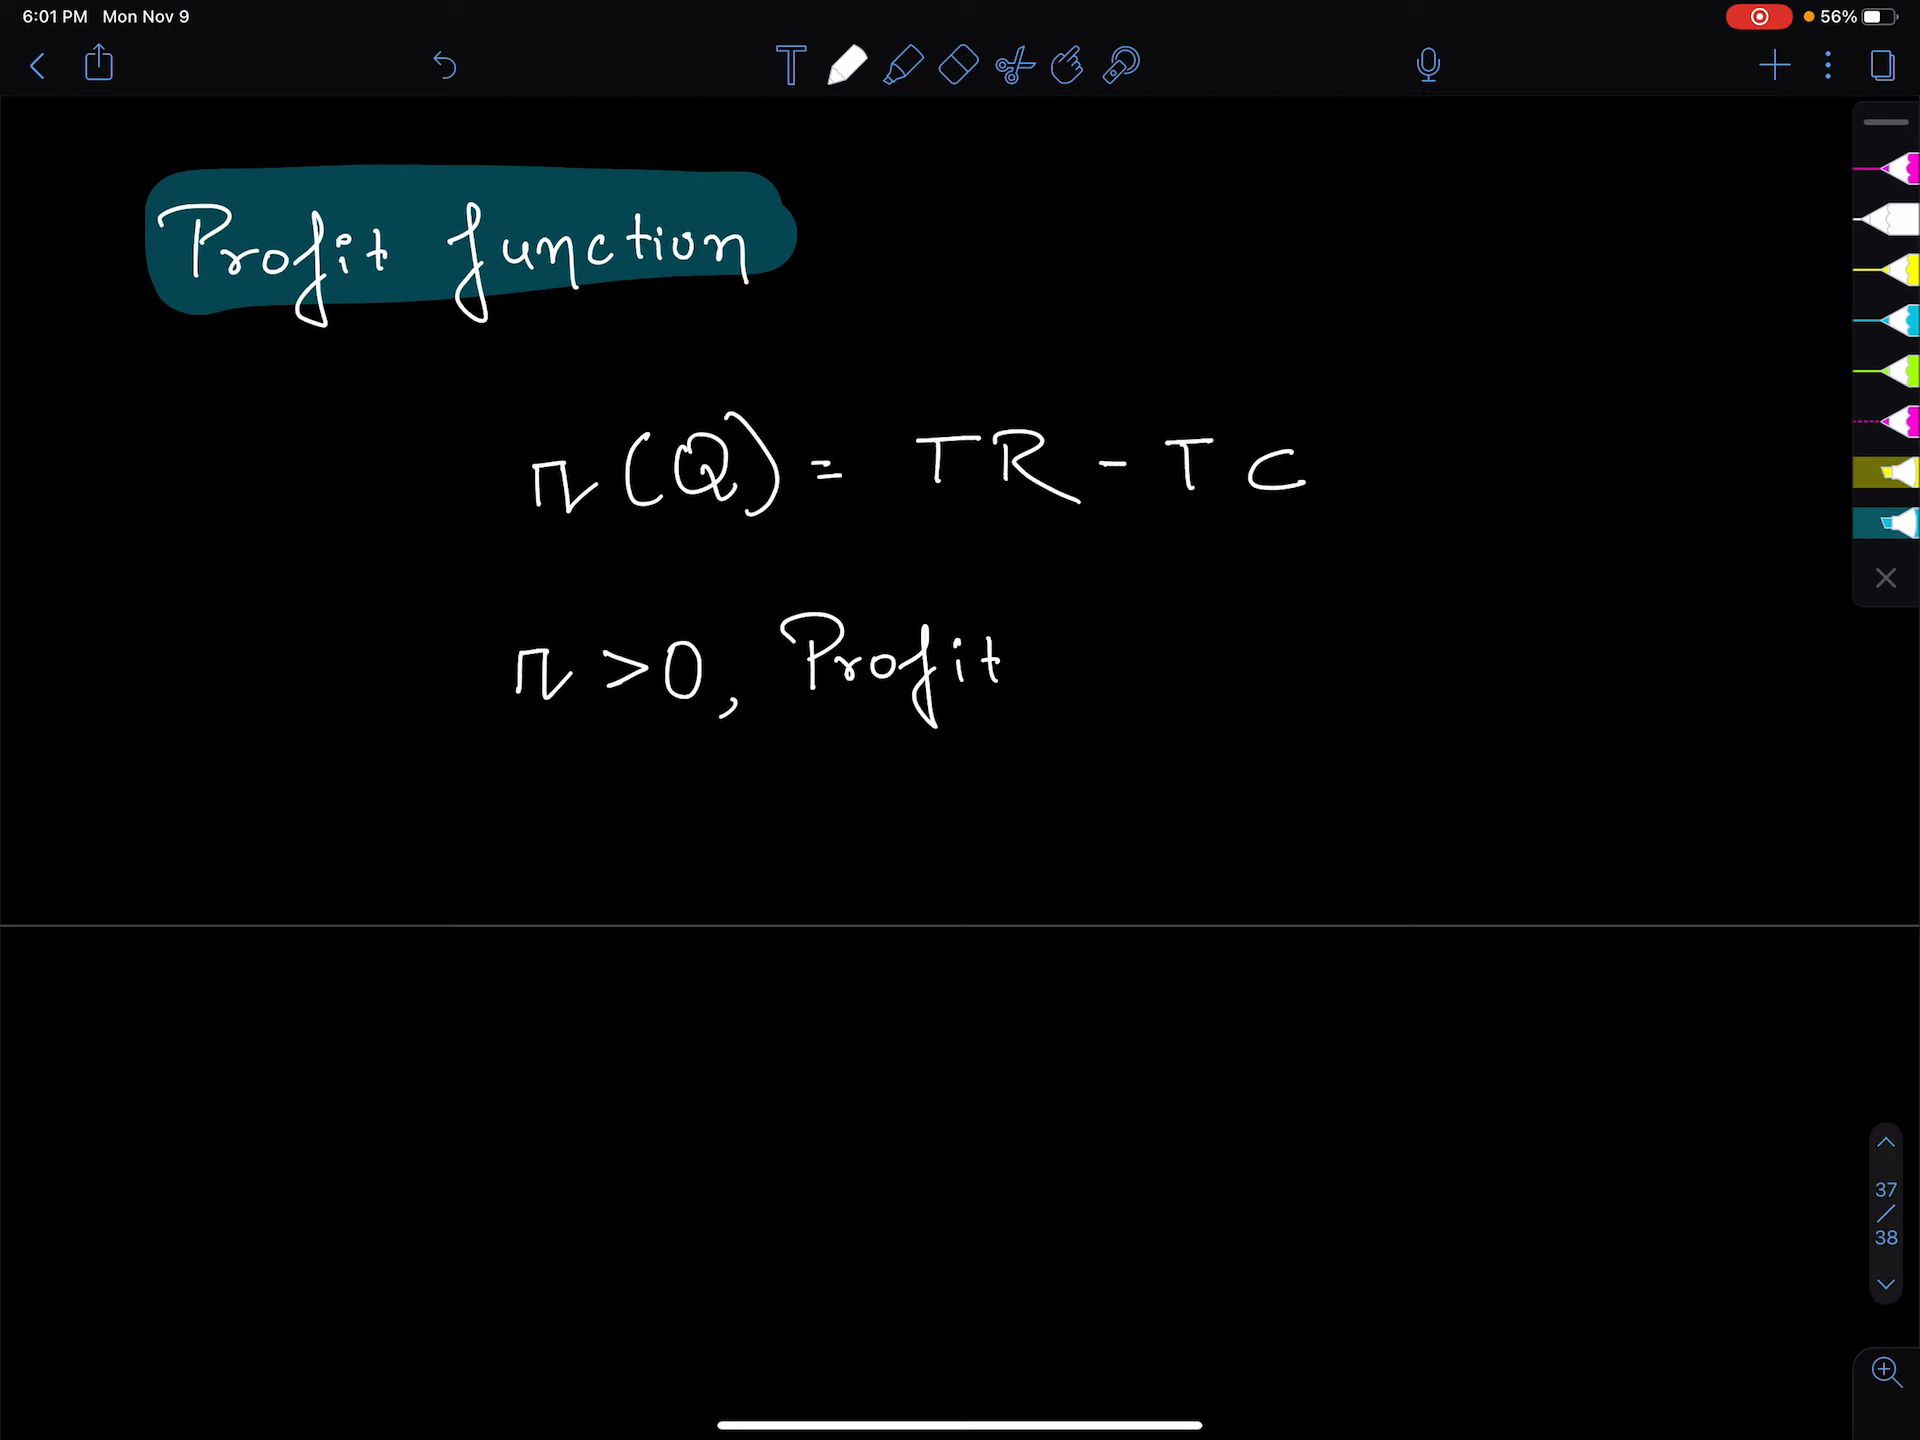 6:01 PM Mon Nov 9
56%
Profit function
π(Q) = TR - TC
π > 0, Profit
37
/
38